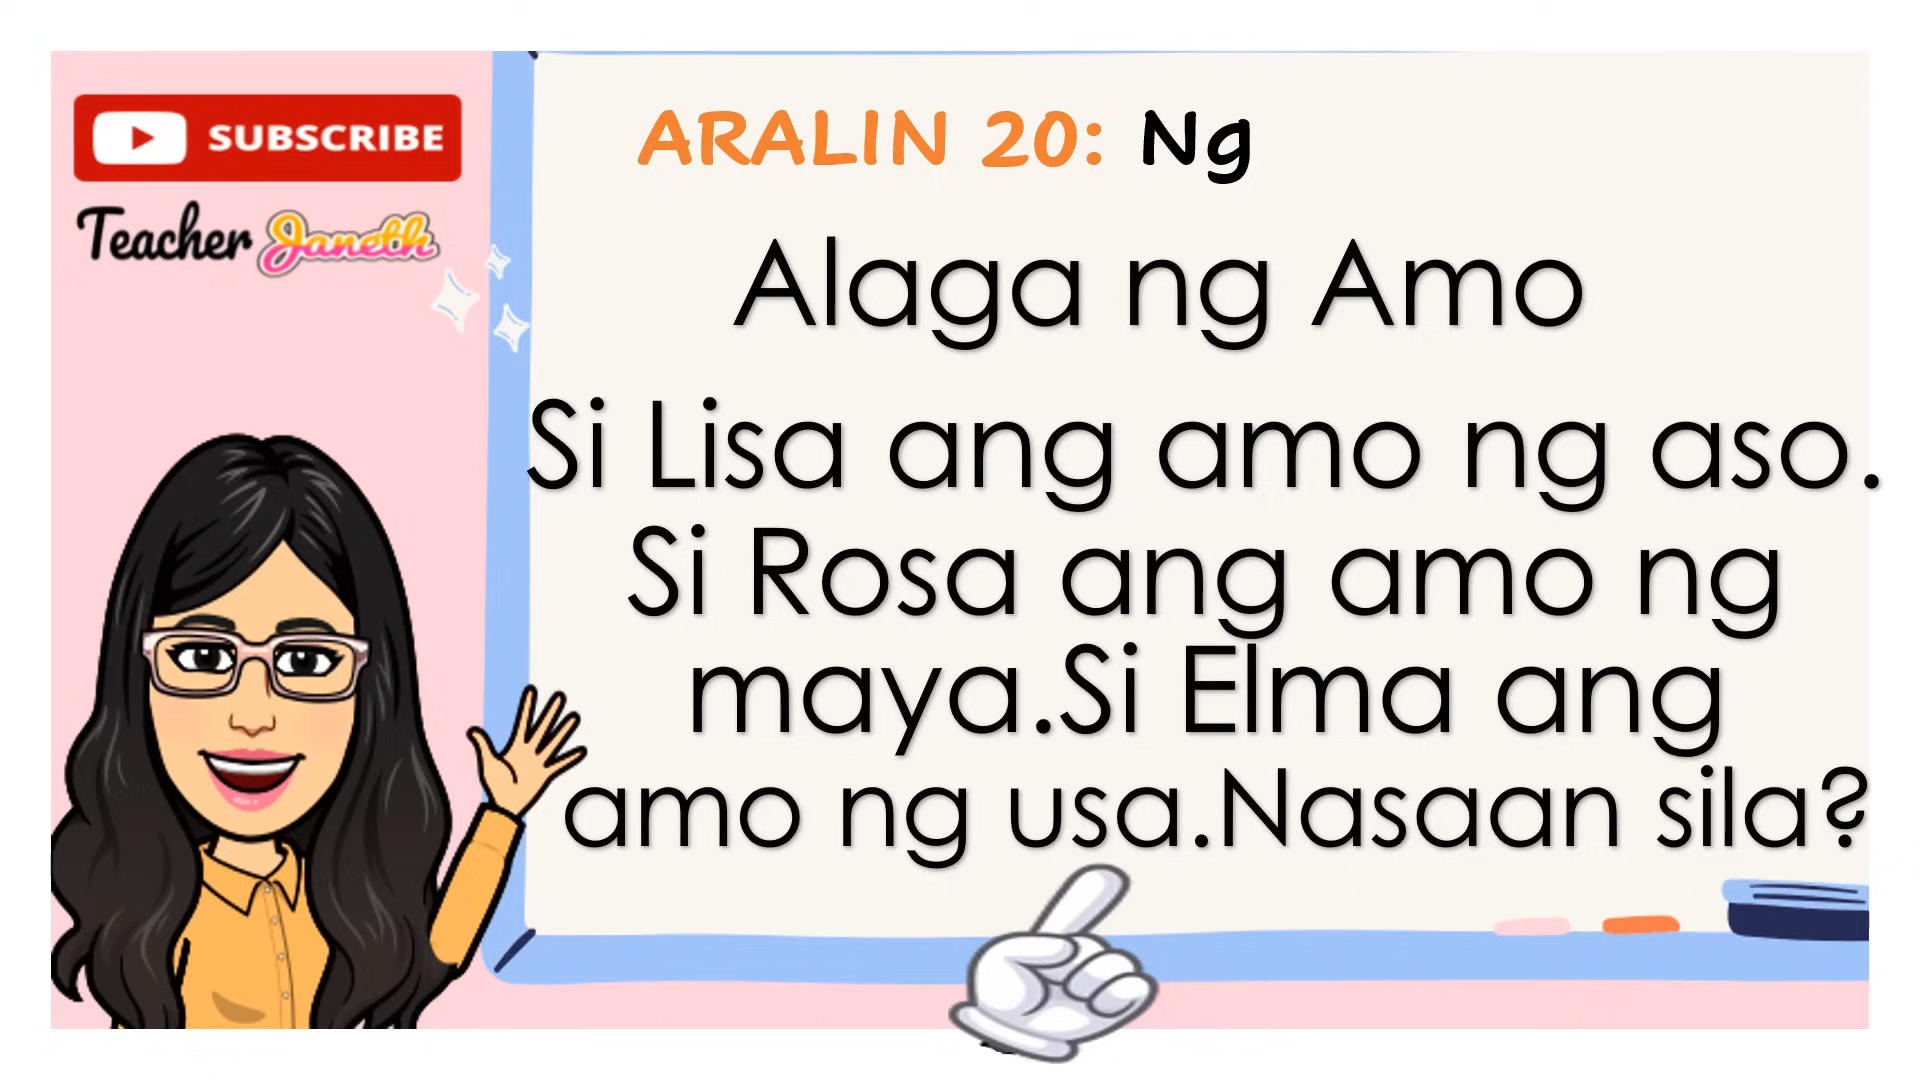 SUBSCRIBE
Teacher Janeth
ARALIN 20: Ng
Alaga ng Amo
Si Lisa ang amo ng aso.
Si Rosa ang amo ng
maya.Si Elma ang
amo ng usa.Nasaan sila?